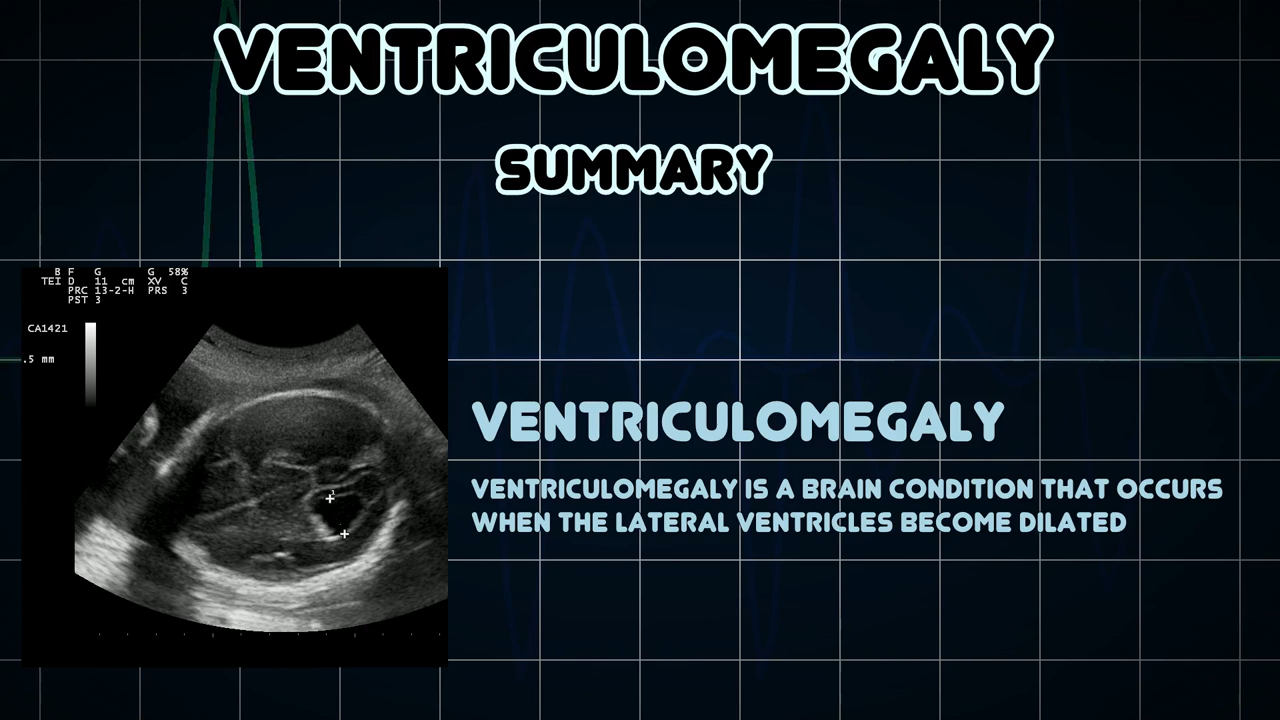 VENTRICULOMEGALY
SUMMARY
B F G G 58%
TEI D 11 cm XV C
PRC 13-2-H PRS 3
PST 3
CA1421
.5 mm
VENTRICULOMEGALY
VENTRICULOMEGALY IS A BRAIN CONDITION THAT OCCURS
WHEN THE LATERAL VENTRICLES BECOME DILATED